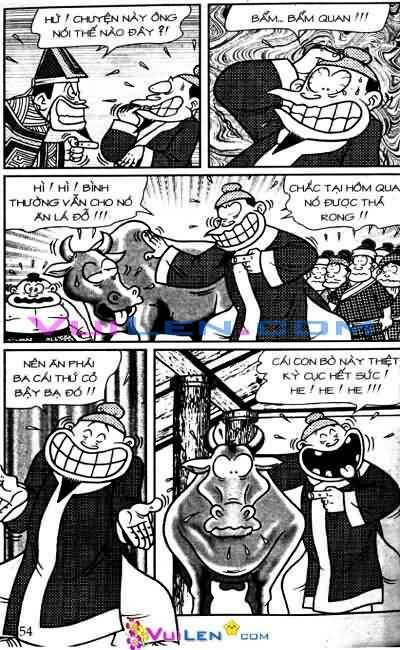 HỨ! CHUYỆN NÀY ÔNG
NÓI THẾ NÀO ĐÂY ?!
BẨM... BẨM QUAN !!!
HÌ! HÌ! BÌNH
THƯỜNG VẪN CHO NÓ
ĂN LÁ ĐỖ !!!
CHẮC TẠI HÔM QUA
NÓ ĐƯỢC THẢ
RONG !!
VUILEN.COM
NÊN ĂN PHẢI
BA CÁI THỨ CỎ
BẬY BẠ ĐÓ !!
CÁI CON BÒ NÀY THIỆT
KỲ CỤC HẾT SỨC!
HE! HE! HE !!!
54
VUILEN.COM